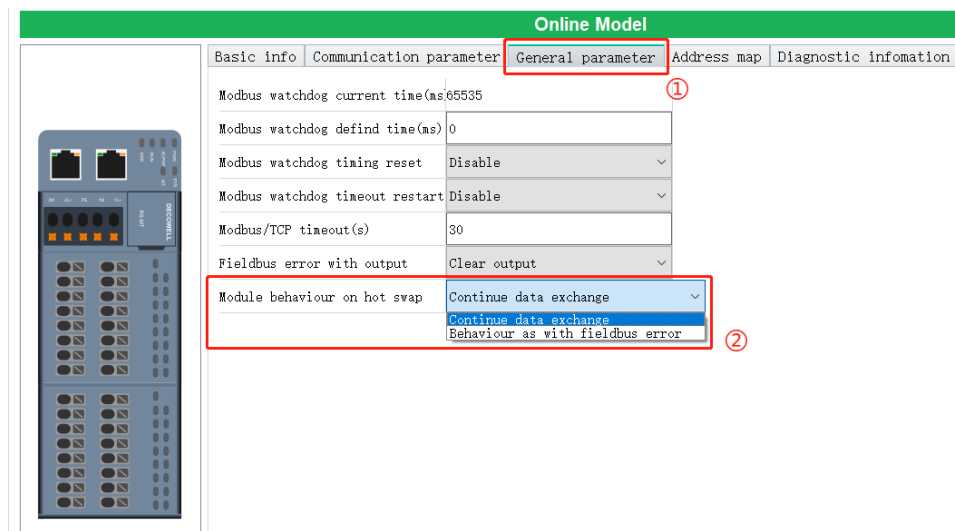 Online Model
Basic info Communication parameter General parameter Address map Diagnostic infomation
①
Modbus watchdog current time(ms 65535
Modbus watchdog defind time(ms) 0
Modbus watchdog timing reset Disable
Modbus watchdog timeout restart Disable
Modbus/TCP timeout(s) 30
Fieldbus error with output Clear output
Module behaviour on hot swap Continue data exchange
Continue data exchange
Behaviour as with fieldbus error
②
DECOWELL